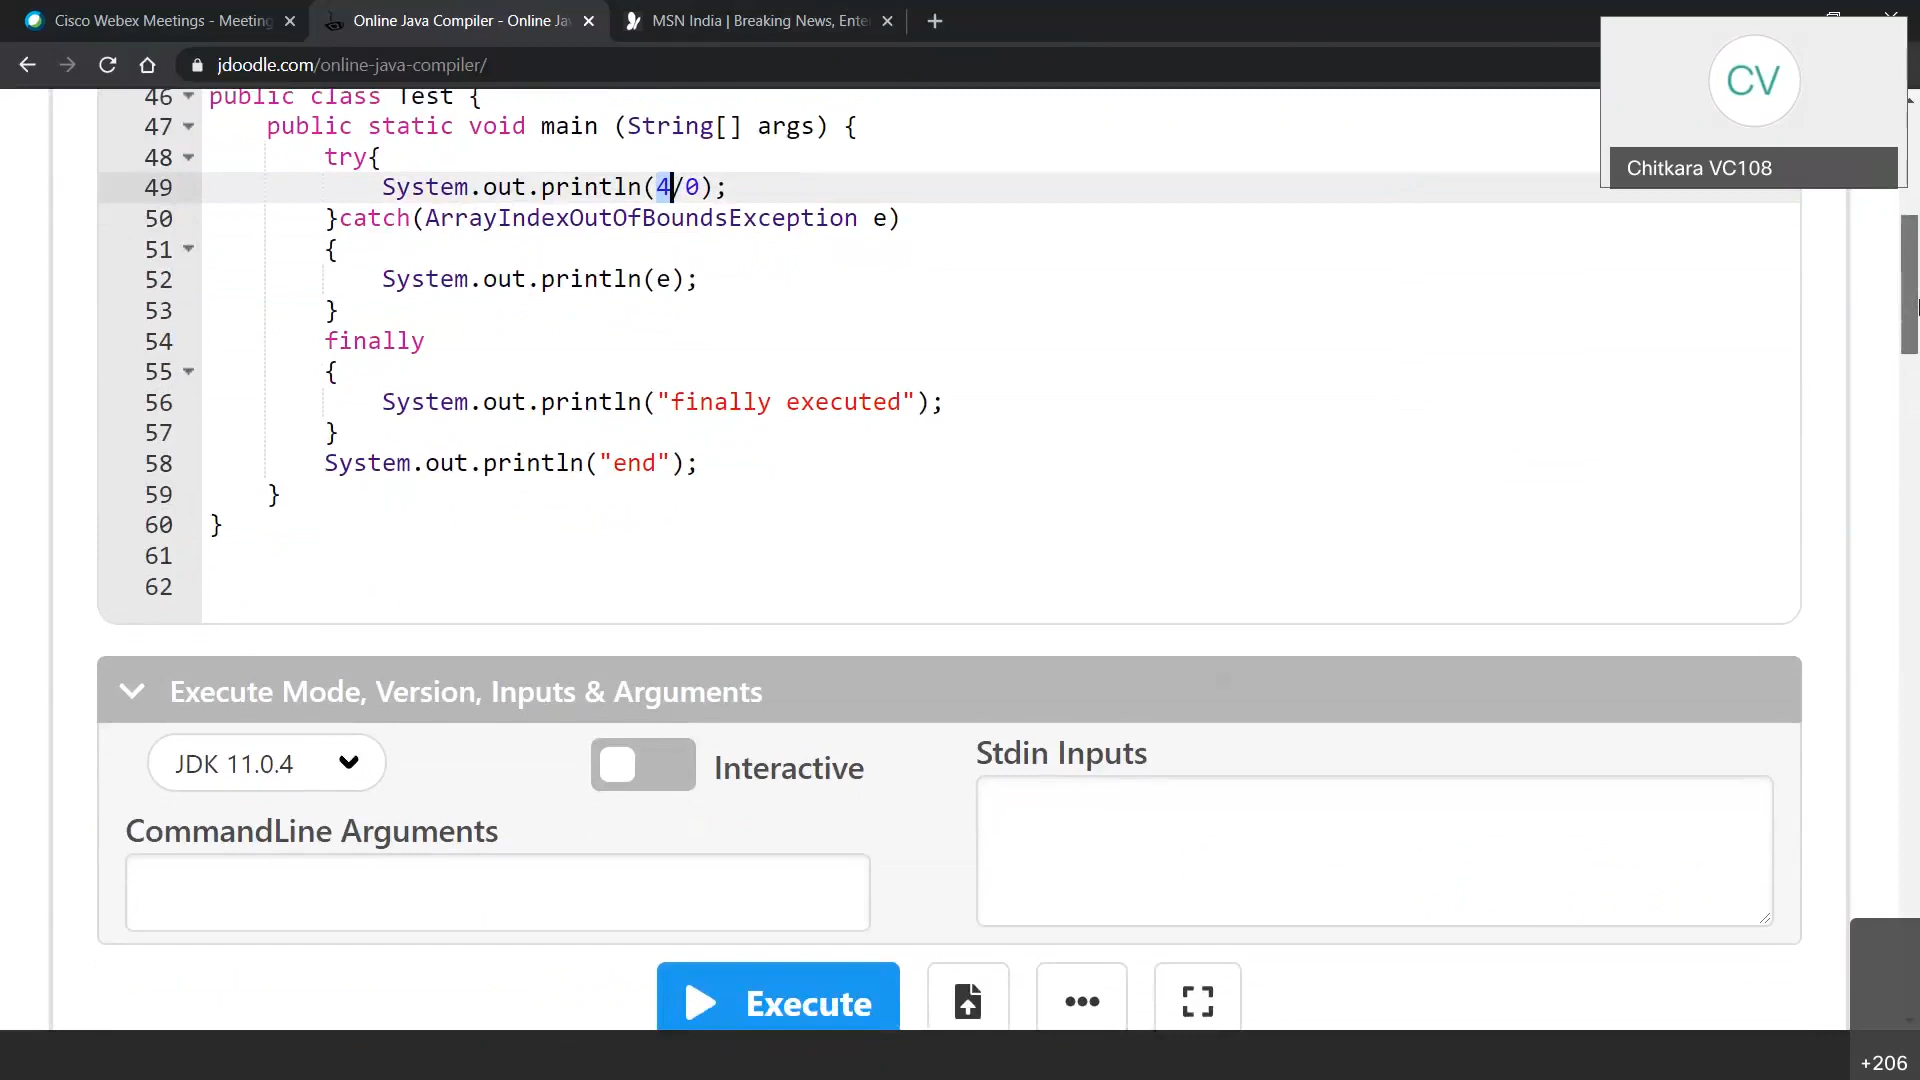 Cisco Webex Meetings - Meeting
Online Java Compiler - Online Ja
MSN India | Breaking News, Ente
jdoodle.com/online-java-compiler/
CV
Chitkara VC108
46 public class Test {
47 public static void main (String[] args) {
48 try{
49 System.out.println(4/0);
50 }catch(ArrayIndexOutOfBoundsException e)
51 {
52 System.out.println(e);
53 }
54 finally
55 {
56 System.out.println("finally executed");
57 }
58 System.out.println("end");
59 }
60 }
61
62
Execute Mode, Version, Inputs & Arguments
JDK 11.0.4
Interactive
Stdin Inputs
CommandLine Arguments
Execute
+206